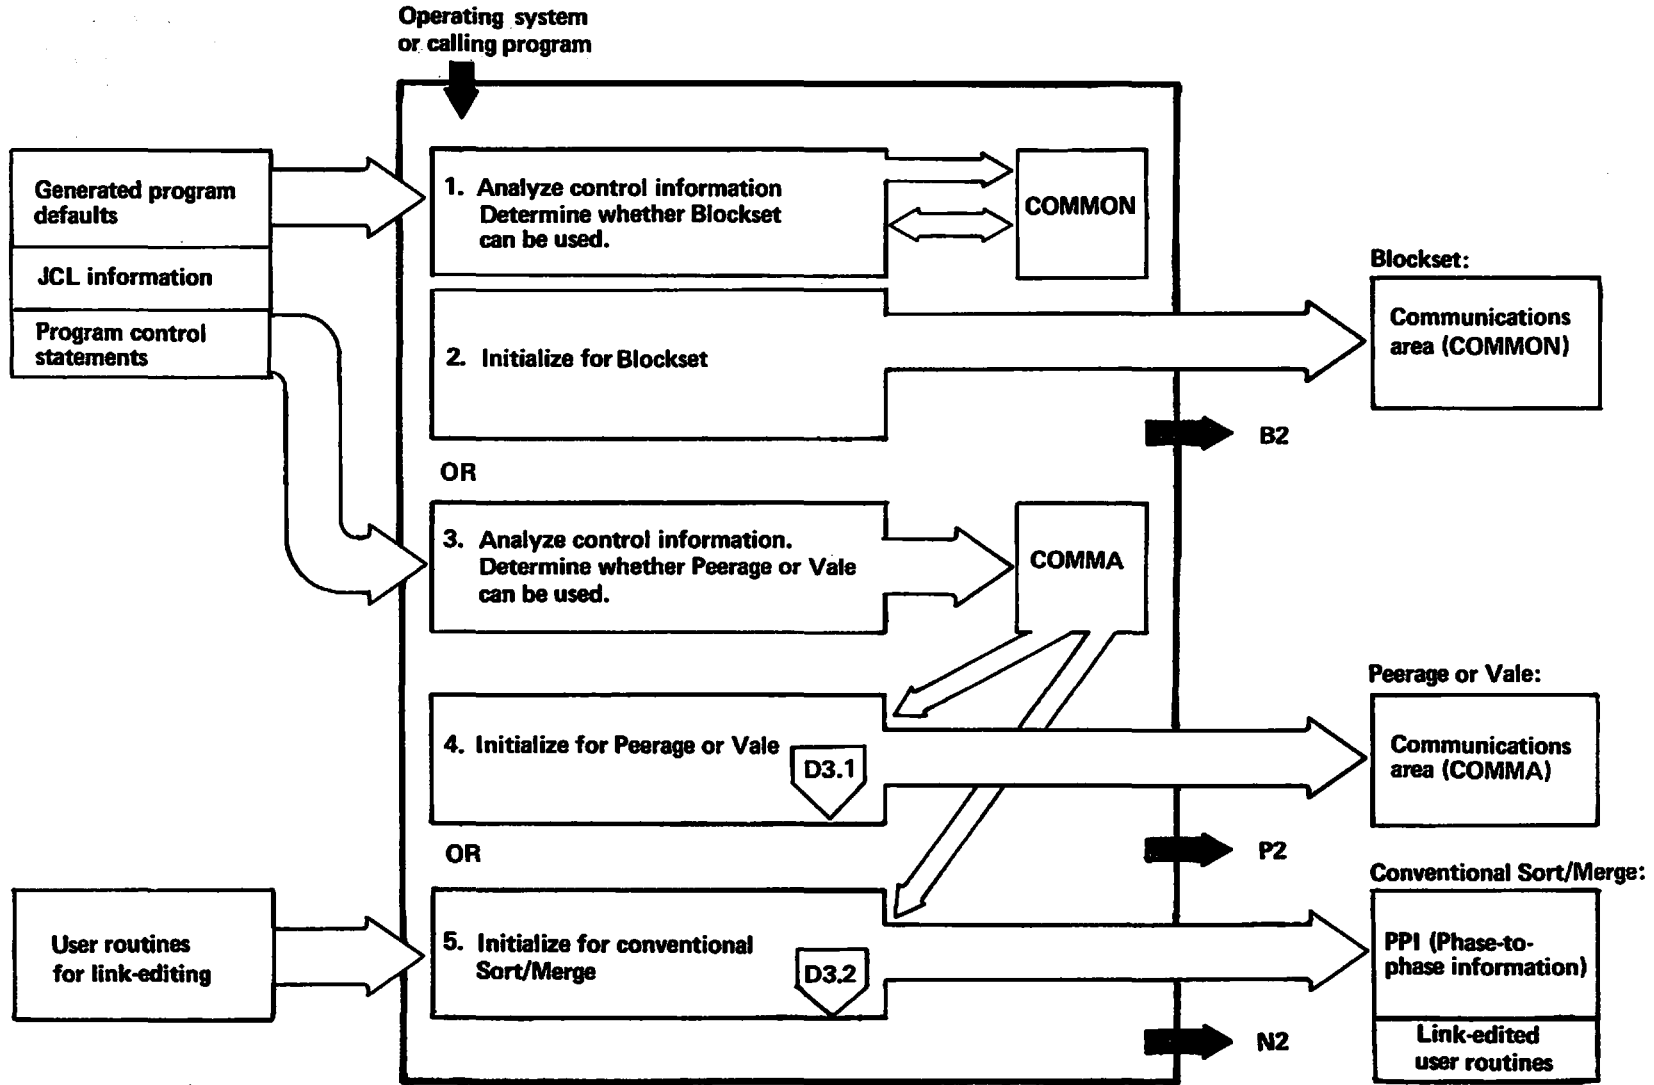 Operating system
or calling program
Generated program
defaults
JCL information
Program control
statements
1. Analyze control information
Determine whether Blockset
can be used.
COMMON
2. Initialize for Blockset
Blockset:
Communications
area (COMMON)
B2
OR
3. Analyze control information.
Determine whether Peerage or Vale
can be used.
COMMA
4. Initialize for Peerage or Vale
D3.1
Peerage or Vale:
Communications
area (COMMA)
P2
OR
User routines
for link-editing
5. Initialize for conventional
Sort/Merge
D3.2
Conventional Sort/Merge:
PPI (Phase-to-
phase information)
Link-edited
user routines
N2